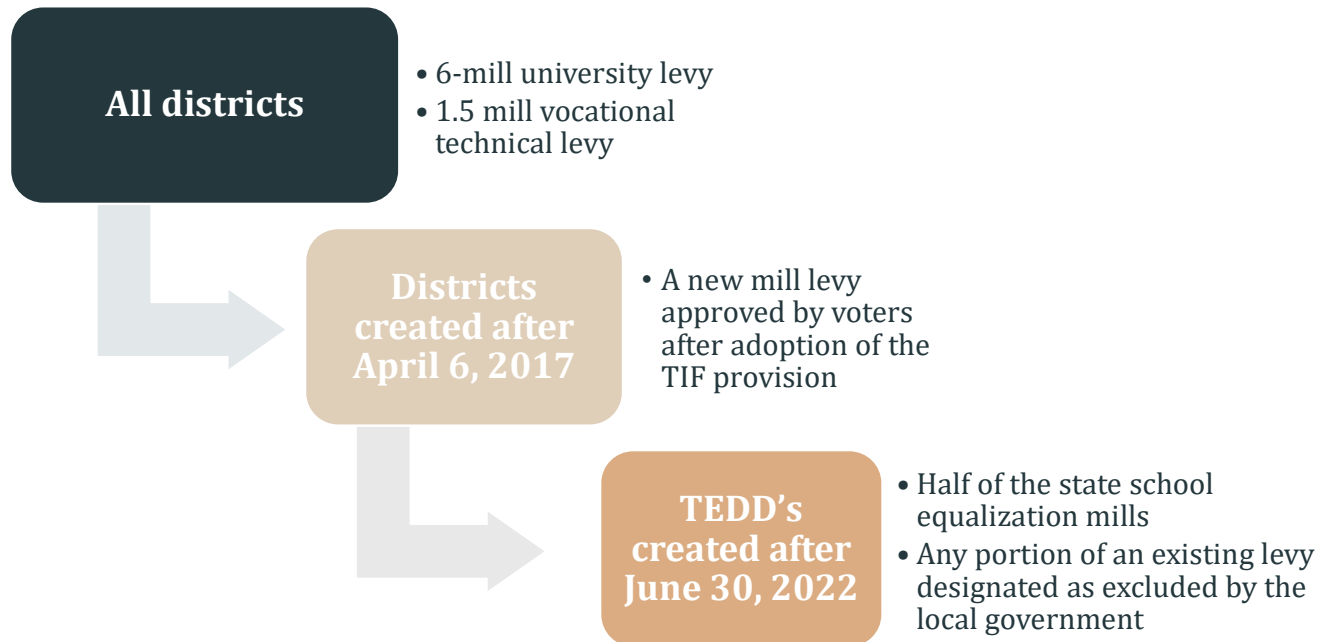 All districts
• 6-mill university levy
• 1.5 mill vocational
technical levy
Districts
created after
April 6, 2017
• A new mill levy
approved by voters
after adoption of the
TIF provision
TEDD’s
created after
June 30, 2022
• Half of the state school
equalization mills
• Any portion of an existing levy
designated as excluded by the
local government